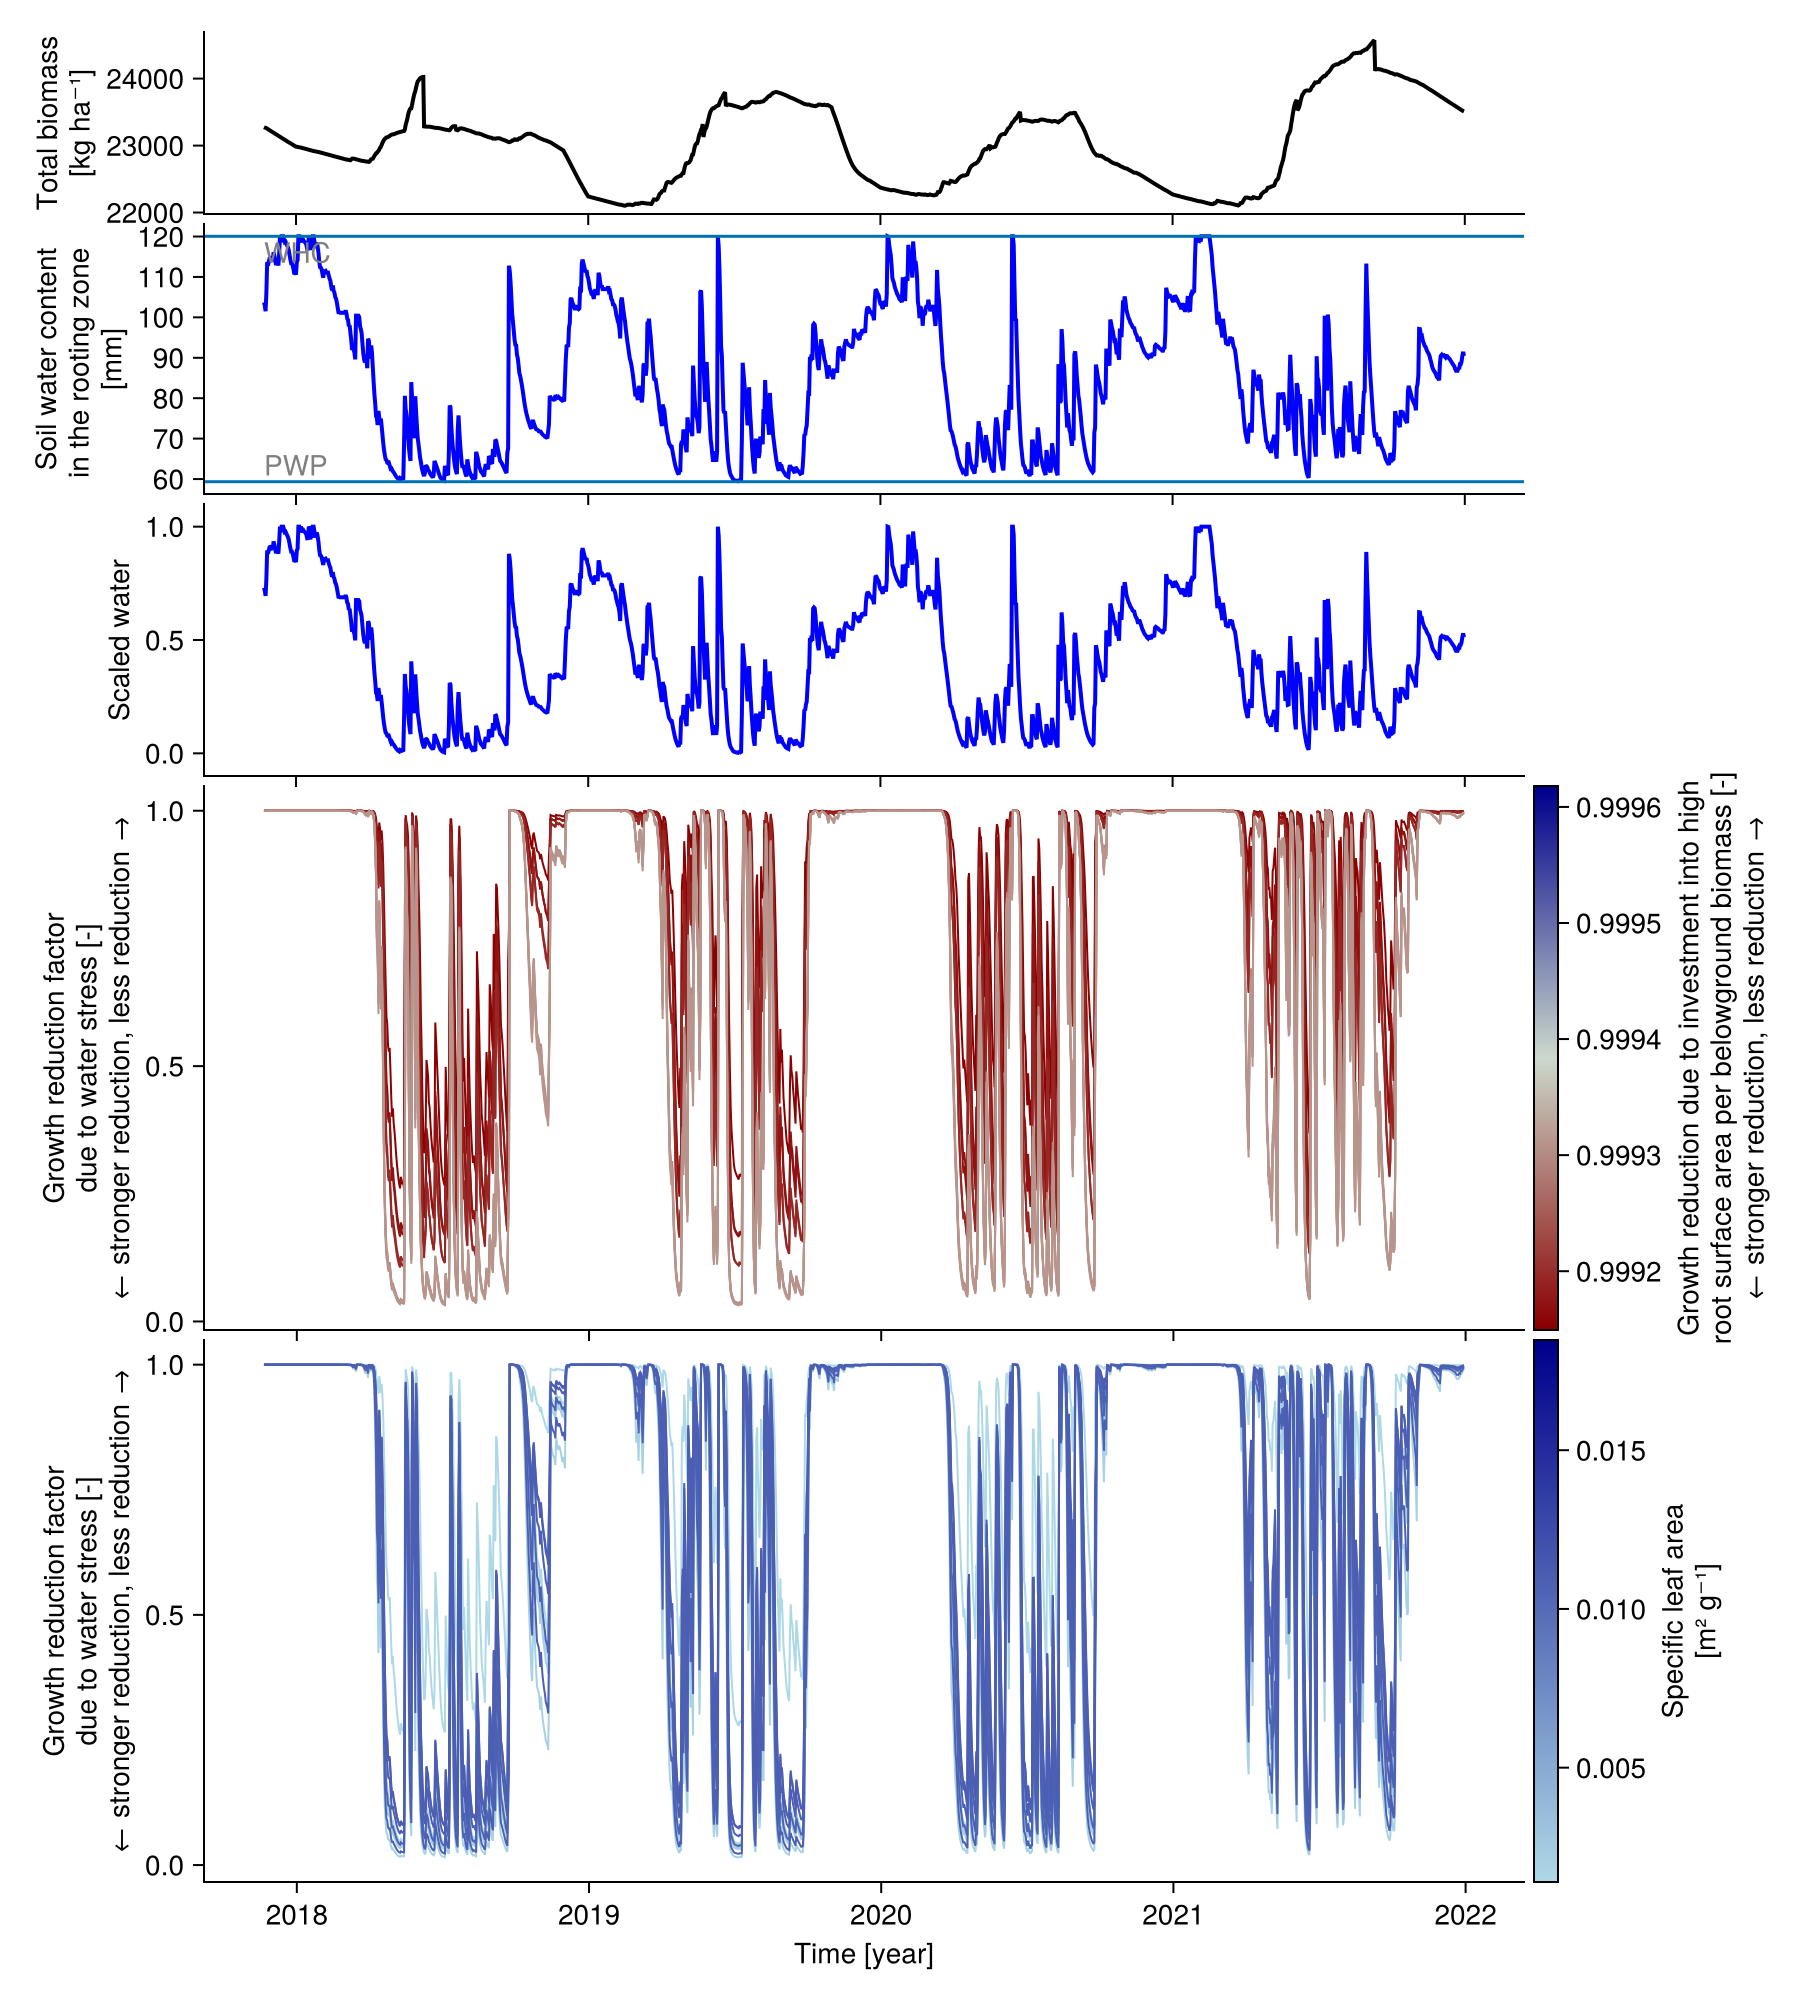 Total biomass
[kg ha⁻¹]
24000
23000
22000
Soil water content
in the rooting zone
[mm]
120
110
100
90
80
70
60
WHC
PWP
Scaled water
1.0
0.5
0.0
Growth reduction factor
due to water stress [-]
← stronger reduction, less reduction →
1.0
0.5
0.0
0.9996
0.9995
0.9994
0.9993
0.9992
Growth reduction due to investment into high
root surface area per belowground biomass [-]
← stronger reduction, less reduction →
Growth reduction factor
due to water stress [-]
← stronger reduction, less reduction →
1.0
0.5
0.0
0.015
0.010
0.005
Specific leaf area
[m² g⁻¹]
2018
2019
2020
2021
2022
Time [year]